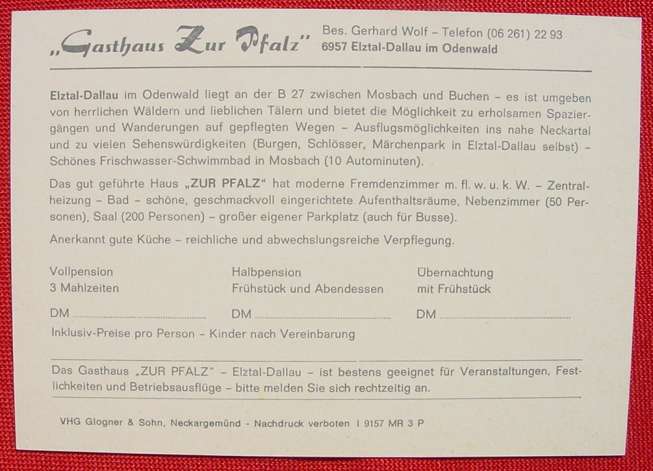 „Gasthaus Zur Pfalz“
Bes. Gerhard Wolf – Telefon (06 261) 22 93
6957 Elztal-Dallau im Odenwald
Elztal-Dallau im Odenwald liegt an der B 27 zwischen Mosbach und Buchen – es ist umgeben
von herrlichen Wäldern und lieblichen Tälern und bietet die Möglichkeit zu erholsamen Spazier-
gängen und Wanderungen auf gepflegten Wegen – Ausflugsmöglichkeiten ins nahe Neckartal
und zu vielen Sehenswürdigkeiten (Burgen, Schlösser, Märchenpark in Elztal-Dallau selbst) –
Schönes Frischwasser-Schwimmbad in Mosbach (10 Autominuten).
Das gut geführte Haus „ZUR PFALZ“ hat moderne Fremdenzimmer m. fl. w. u. k. W. – Zentral-
heizung – Bad – schöne, geschmackvoll eingerichtete Aufenthaltsräume, Nebenzimmer (50 Per-
sonen), Saal (200 Personen) – großer eigener Parkplatz (auch für Busse).
Anerkannt gute Küche – reichliche und abwechslungsreiche Verpflegung.
Vollpension Halbpension Übernachtung
3 Mahlzeiten Frühstück und Abendessen mit Frühstück
DM DM DM
Inklusiv-Preise pro Person – Kinder nach Vereinbarung
Das Gasthaus „ZUR PFALZ“ – Elztal-Dallau – ist bestens geeignet für Veranstaltungen, Fest-
lichkeiten und Betriebsausflüge – bitte melden Sie sich rechtzeitig an.
VHG Glogner & Sohn, Neckargemünd - Nachdruck verboten I 9157 MR 3 P